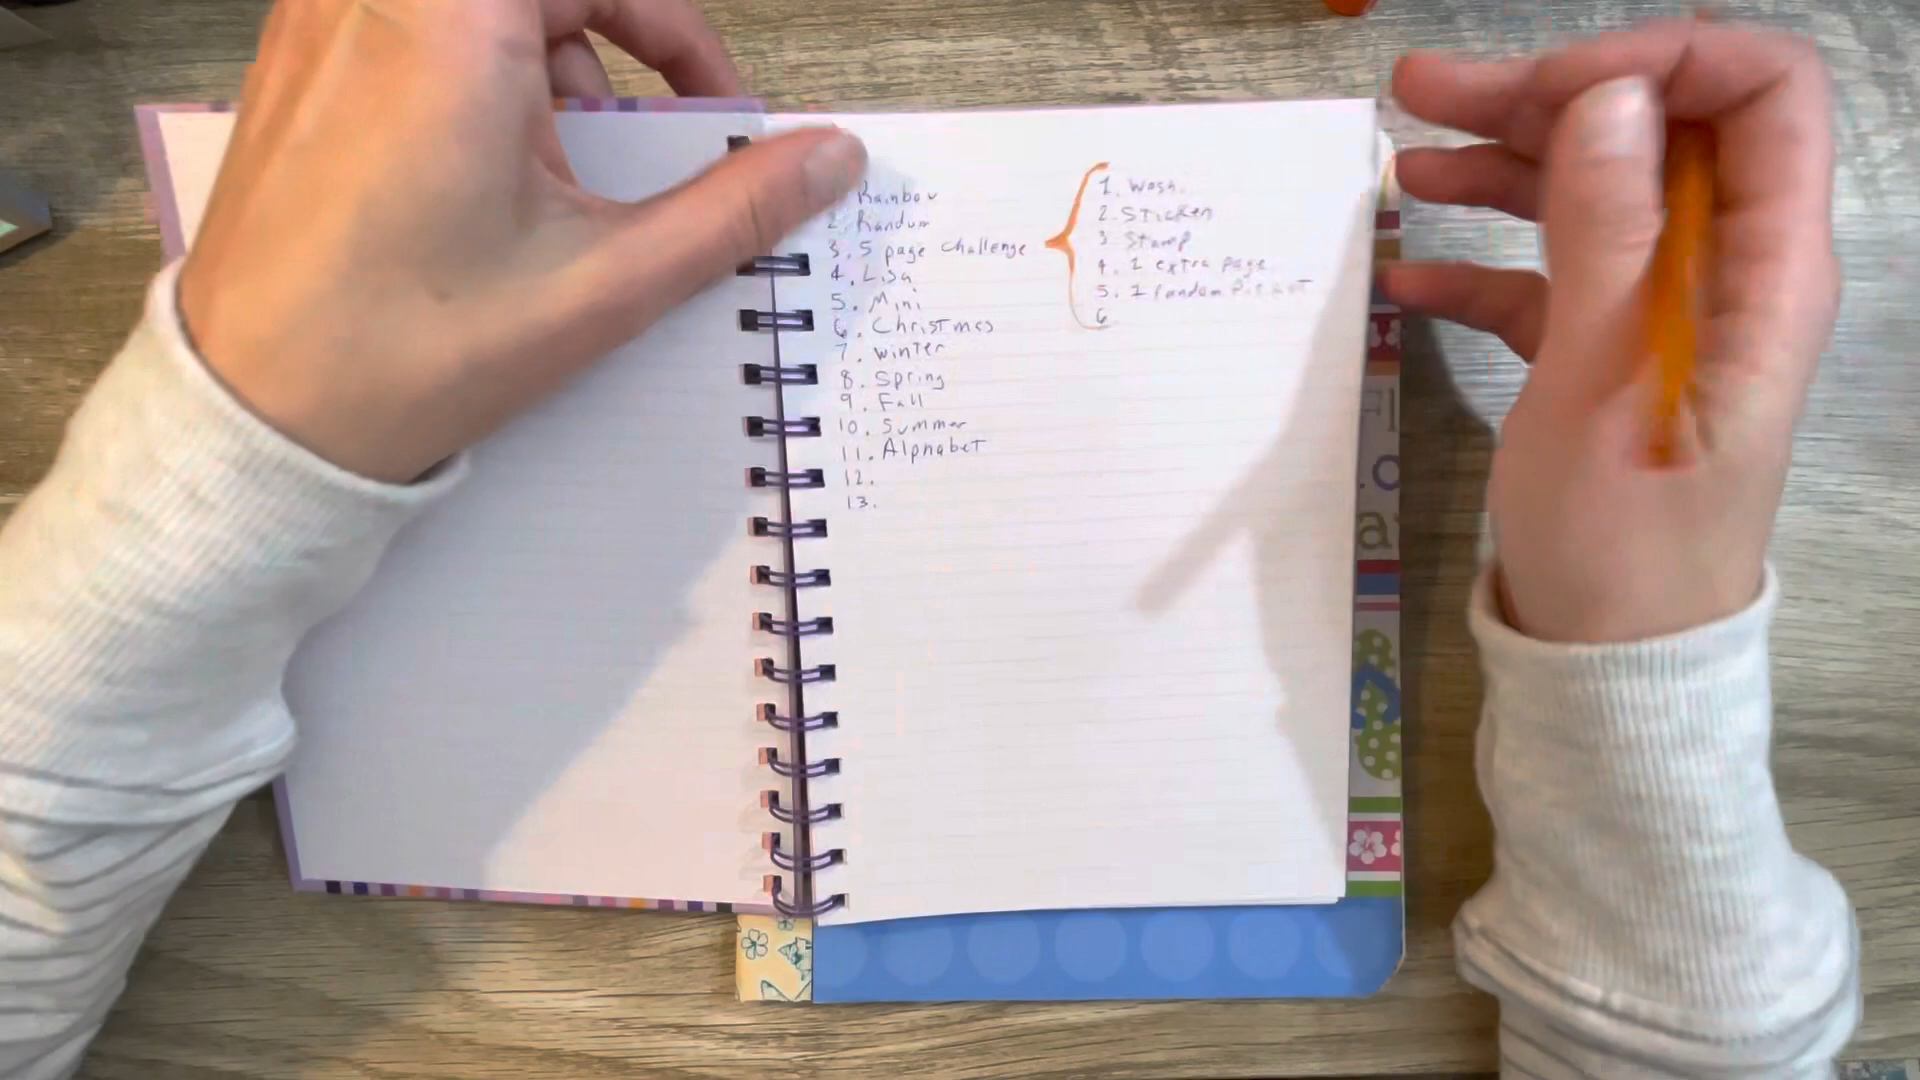 Rainbow
2. Random
3. 5 page challenge
4. Lisa
5. Mini
6. Christmas
7. Winter
8. Spring
9. Fall
10. Summer
11. Alphabet
12.
13.
1. Wash.
2. Sticker
3. Stamp
4. 1 extra page
5. 1 random
6
Fl
.o
a